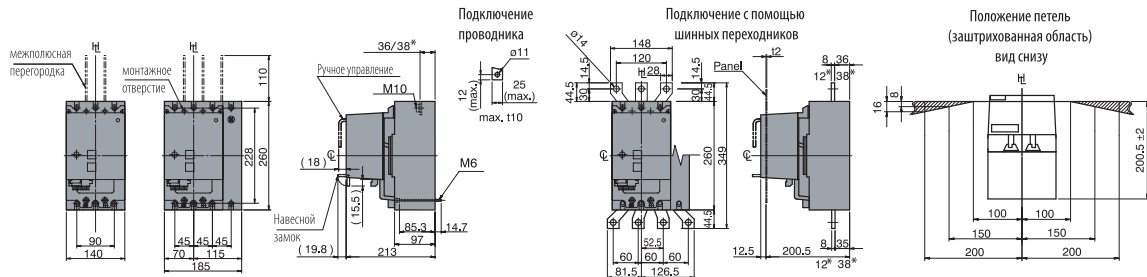 Подключение
проводника
Подключение с помощью
шинных переходников
Положение петель
(заштрихованная область)
вид снизу
межполюсная
перегородка
монтажное
отверстие
110
228
260
90
140
45 45 45
70 115
185
Ручное управление
36/38*
M10
(18)
(15.5)
Навесной
замок
(19.8)
213
85.3
14.7
97
M6
ø11
12
(max.)
25
(max.)
max. t10
ø14
148
120
28
14.5
30
44.5
14.5
30
44.5
260
349
44.5
52.5
60 60 60
81.5 126.5
Panel
t2
8 36
12* 38*
12.5
200.5
8 35
12* 38*
8
16
200.5 ±2
100 100
150 150
200 200